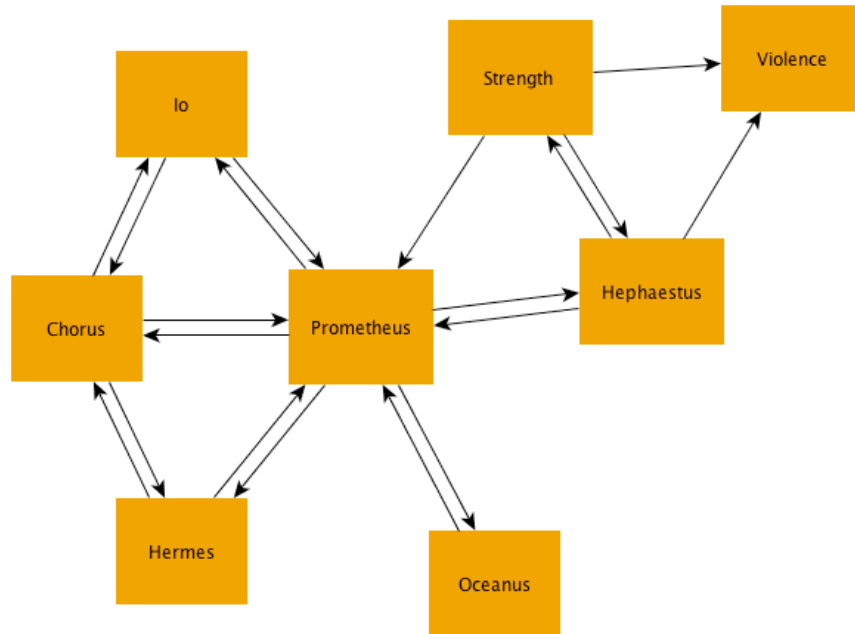 Violence
Strength
Io
Hephaestus
Chorus
Prometheus
Hermes
Oceanus